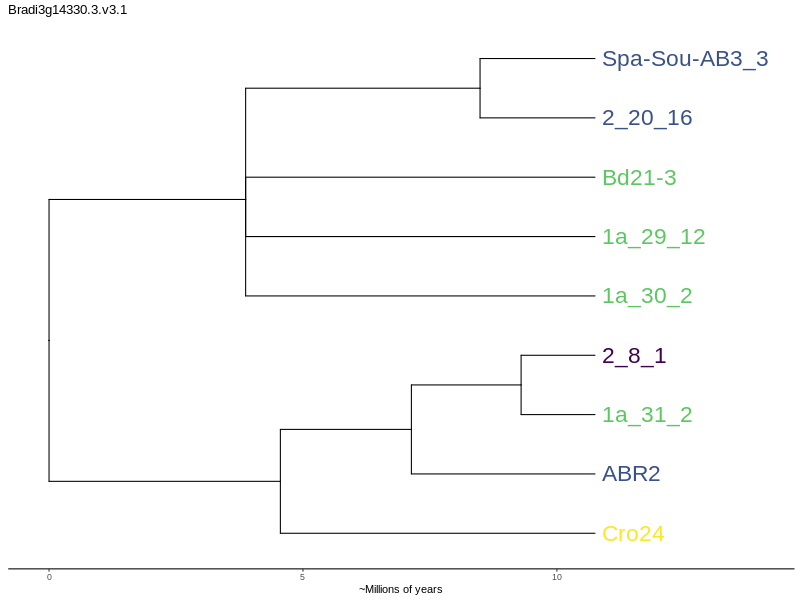 Bradi3g14330.3.v3.1
Spa-Sou-AB3_3
2_20_16
Bd21-3
1a_29_12
1a_30_2
2_8_1
1a_31_2
ABR2
Cro24
0 5 10
~Millions of years